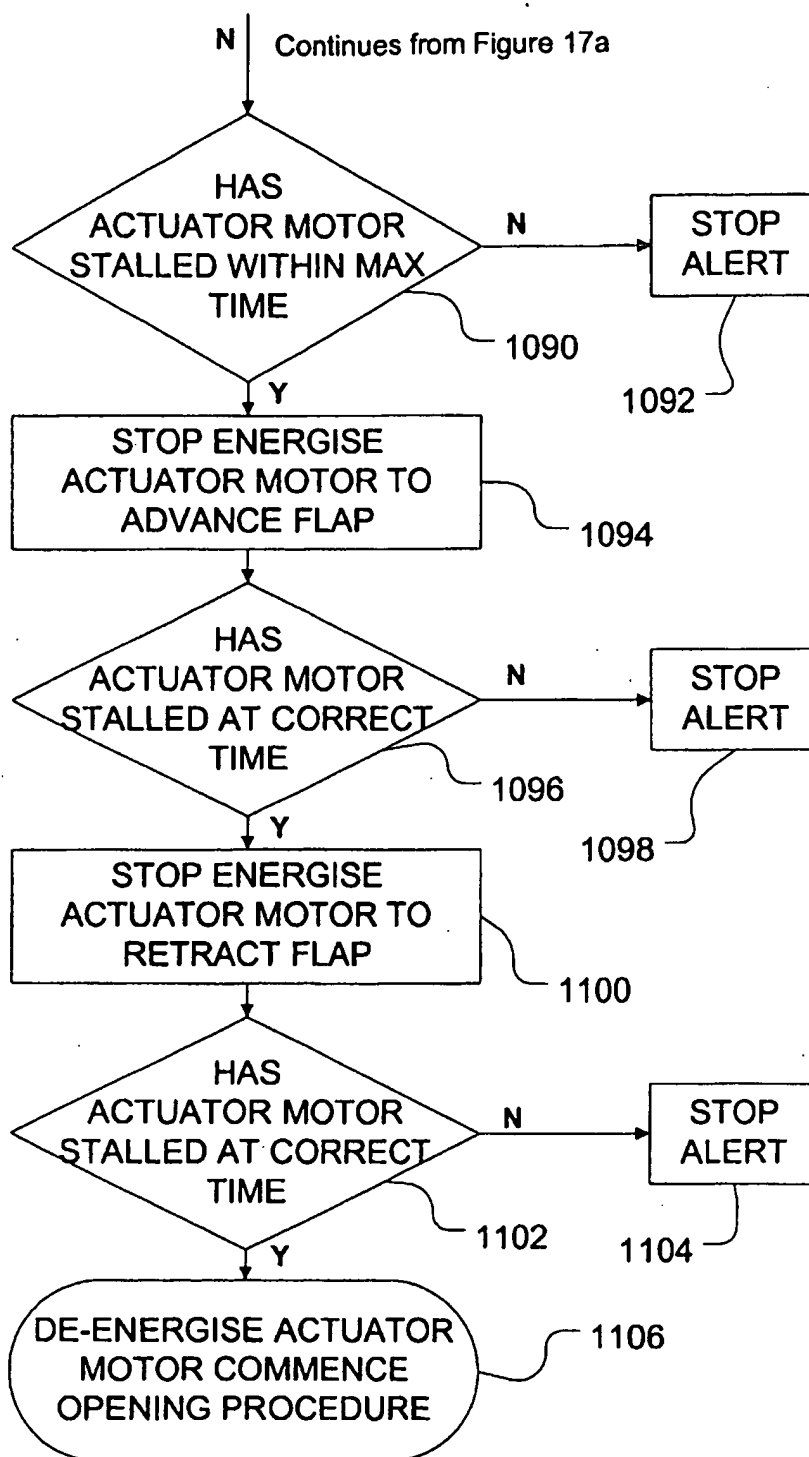 N Continues from Figure 17a
HAS
ACTUATOR MOTOR
STALLED WITHIN MAX
TIME
N
STOP
ALERT
1090
1092
Y
STOP ENERGISE
ACTUATOR MOTOR TO
ADVANCE FLAP
1094
HAS
ACTUATOR MOTOR
STALLED AT CORRECT
TIME
N
STOP
ALERT
1096
1098
Y
STOP ENERGISE
ACTUATOR MOTOR TO
RETRACT FLAP
1100
HAS
ACTUATOR MOTOR
STALLED AT CORRECT
TIME
N
STOP
ALERT
1102
1104
Y
DE-ENERGISE ACTUATOR
MOTOR COMMENCE
OPENING PROCEDURE
1106